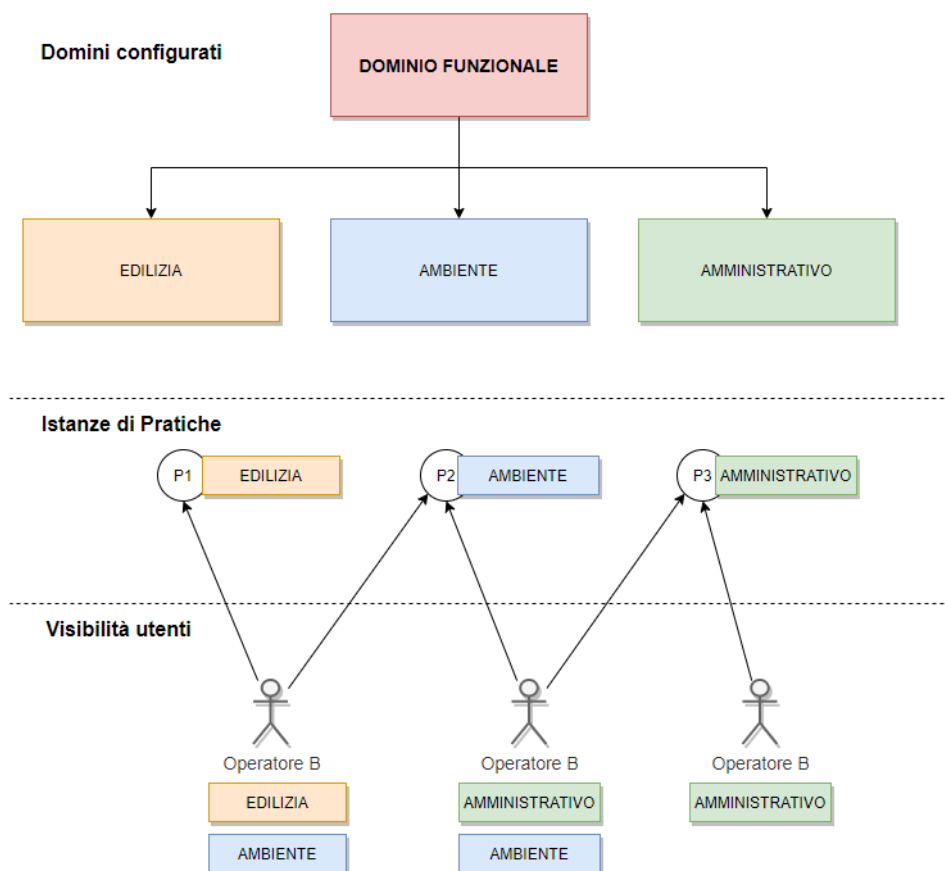 Domini configurati
DOMINIO FUNZIONALE
EDILIZIA
AMBIENTE
AMMINISTRATIVO
Istanze di Pratiche
P1
EDILIZIA
P2
AMBIENTE
P3
AMMINISTRATIVO
Visibilità utenti
Operatore B
Operatore B
Operatore B
EDILIZIA
AMMINISTRATIVO
AMMINISTRATIVO
AMBIENTE
AMBIENTE